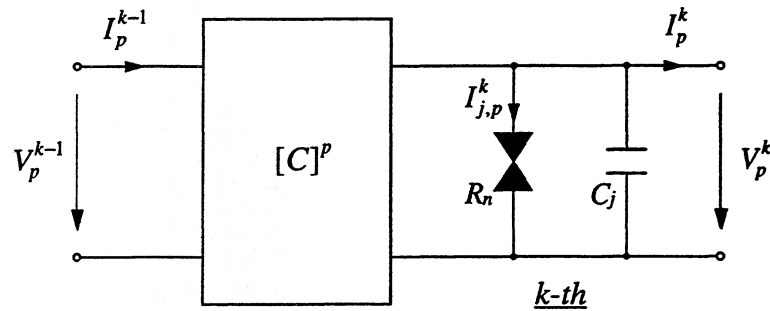 I_p^{k-1}
I_p^k
I_{j,p}^k
V_p^{k-1}
[C]^p
R_n
C_j
V_p^k
k-th